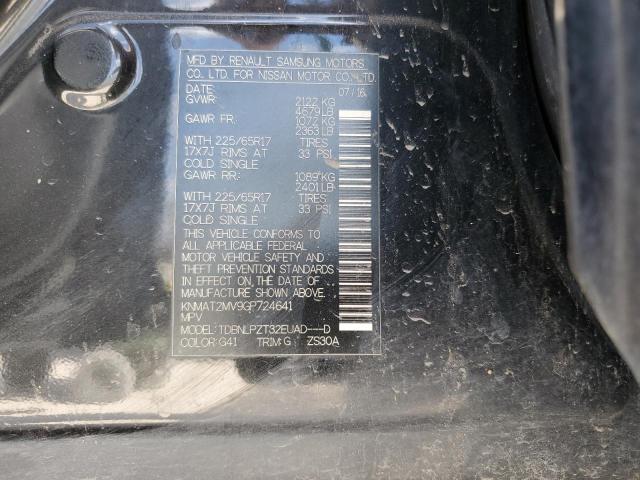 MFD BY RENAULT SAMSUNG MOTORS
CO. LTD. FOR NISSAN MOTOR CO., LTD.
DATE: 07/16
GVWR: 2122 KG
4679 LB
GAWR FR: 1072 KG
2363 LB
WITH 225/65R17 TIRES
17X7J RIMS AT 33 PSI
COLD SINGLE
GAWR RR: 1089 KG
2401 LB
WITH 225/65R17 TIRES
17X7J RIMS AT 33 PSI
COLD SINGLE
THIS VEHICLE CONFORMS TO
ALL APPLICABLE FEDERAL
MOTOR VEHICLE SAFETY AND
THEFT PREVENTION STANDARDS
IN EFFECT ON THE DATE OF
MANUFACTURE SHOWN ABOVE.
KNMAT2MV9GP724641
MPV
MODEL: TDBNLPZT32EUAD---D
COLOR: G41 TRIM: G ZS30A